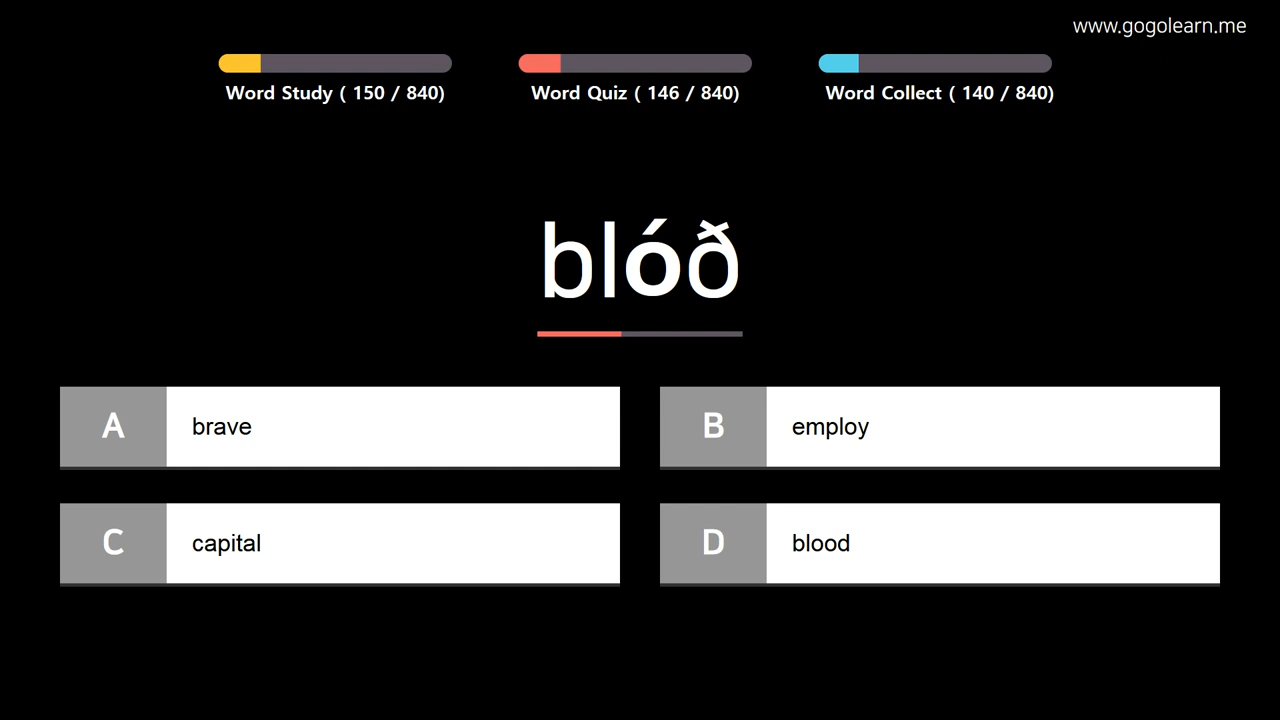 www.gogolearn.me
Word Study ( 150 / 840)
Word Quiz ( 146 / 840)
Word Collect ( 140 / 840)
blóð
A
brave
B
employ
C
capital
D
blood